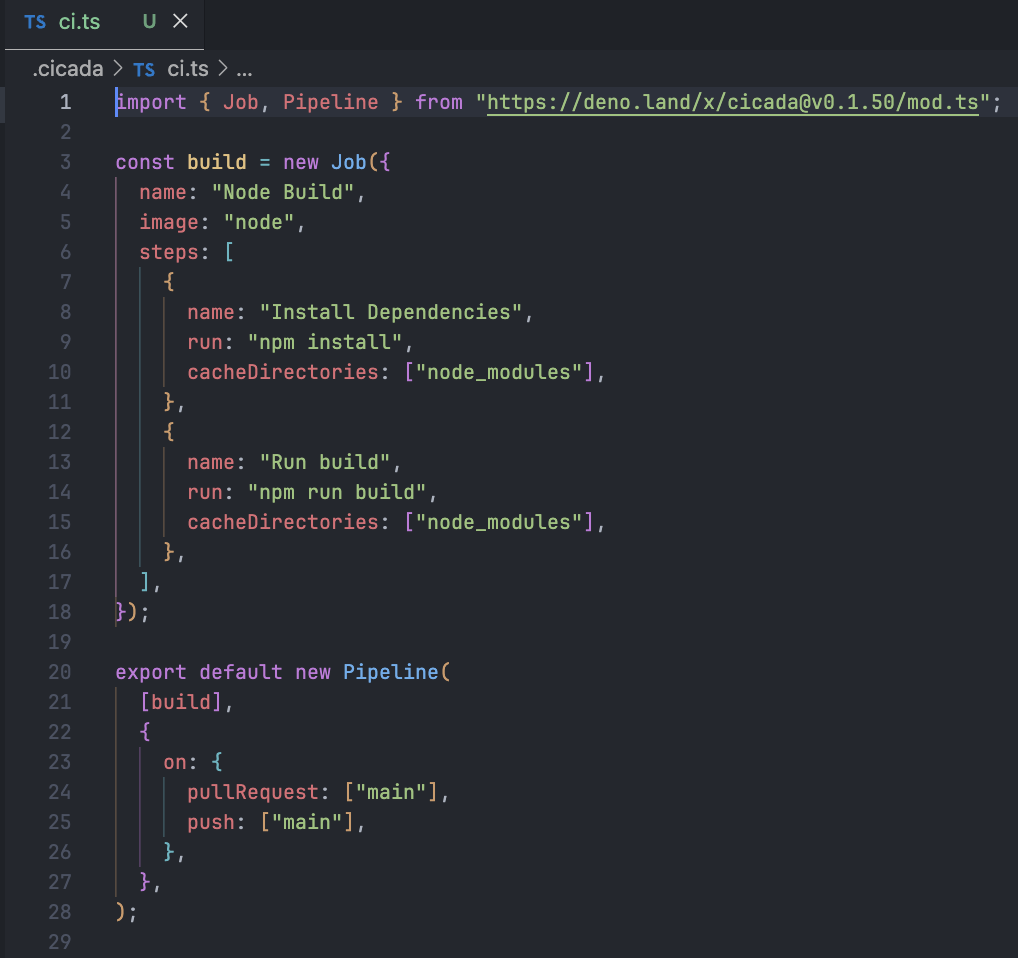 TS ci.ts U ×
.cicada > TS ci.ts > ...
1 import { Job, Pipeline } from "https://deno.land/x/cicada@v0.1.50/mod.ts";
2
3 const build = new Job({
4   name: "Node Build",
5   image: "node",
6   steps: [
7     {
8       name: "Install Dependencies",
9       run: "npm install",
10       cacheDirectories: ["node_modules"],
11     },
12     {
13       name: "Run build",
14       run: "npm run build",
15       cacheDirectories: ["node_modules"],
16     },
17   ],
18 });
19
20 export default new Pipeline(
21   [build],
22   {
23     on: {
24       pullRequest: ["main"],
25       push: ["main"],
26     },
27   },
28 );
29